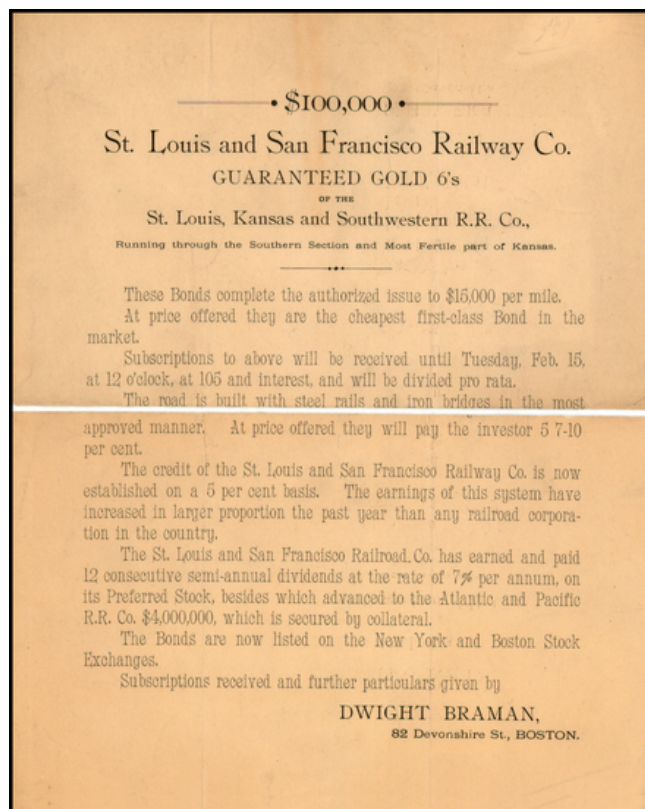 $100,000
St. Louis and San Francisco Railway Co.
GUARANTEED GOLD 6's
OF THE
St. Louis, Kansas and Southwestern R.R. Co.,
Running through the Southern Section and Most Fertile part of Kansas.
These Bonds complete the authorized issue to $15,000 per mile.
At price offered they are the cheapest first-class Bond in the
market.
Subscriptions to above will be received until Tuesday, Feb. 15,
at 12 o'clock, at 105 and interest, and will be divided pro rata.
The road is built with steel rails and iron bridges in the most
approved manner. At price offered they will pay the investor 5 7-10
per cent.
The credit of the St. Louis and San Francisco Railway Co. is now
established on a 5 per cent basis. The earnings of this system have
increased in larger proportion the past year than any railroad corpora-
tion in the country.
The St. Louis and San Francisco Railroad Co. has earned and paid
12 consecutive semi-annual dividends at the rate of 7% per annum, on
its Preferred Stock, besides which advanced to the Atlantic and Pacific
R.R. Co. $4,000,000, which is secured by collateral.
The Bonds are now listed on the New York and Boston Stock
Exchanges.
Subscriptions received and further particulars given by
DWIGHT BRAMAN,
82 Devonshire St., BOSTON.